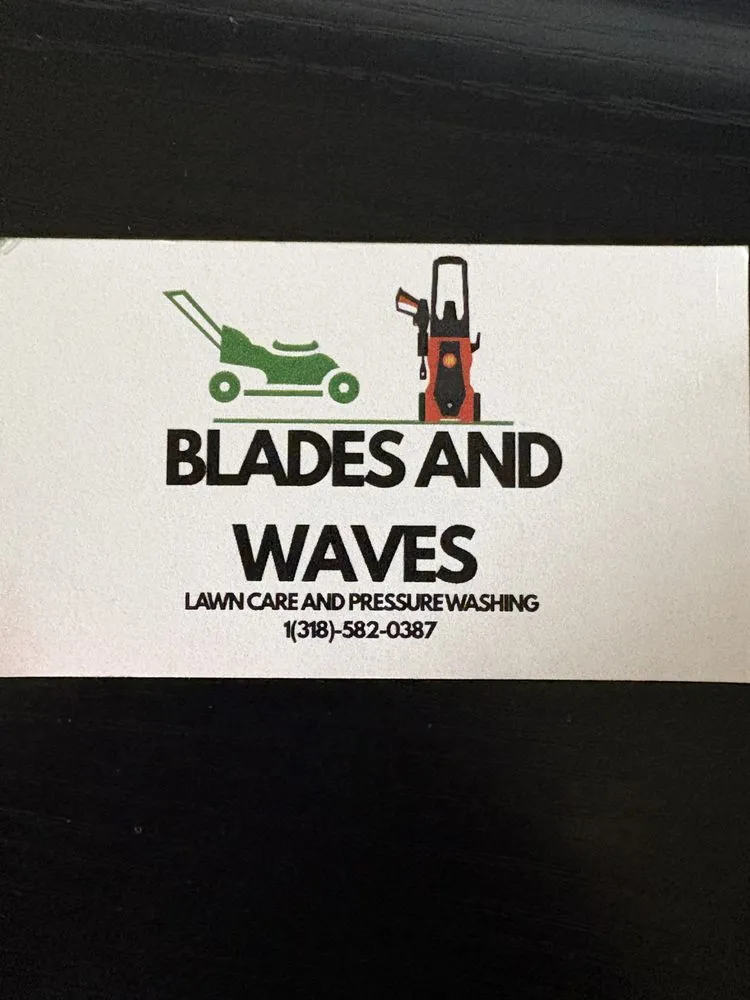 BLADES AND
WAVES
LAWN CARE AND PRESSURE WASHING
1(318)-582-0387